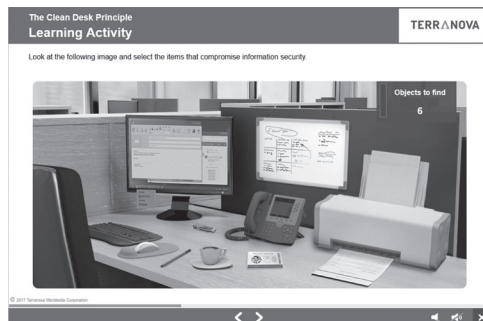 The Clean Desk Principle
Learning Activity
TERRANOVA
Look at the following image and select the items that compromise information security.
Objects to find
6
© 2017 Terranova Worldwide Corporation